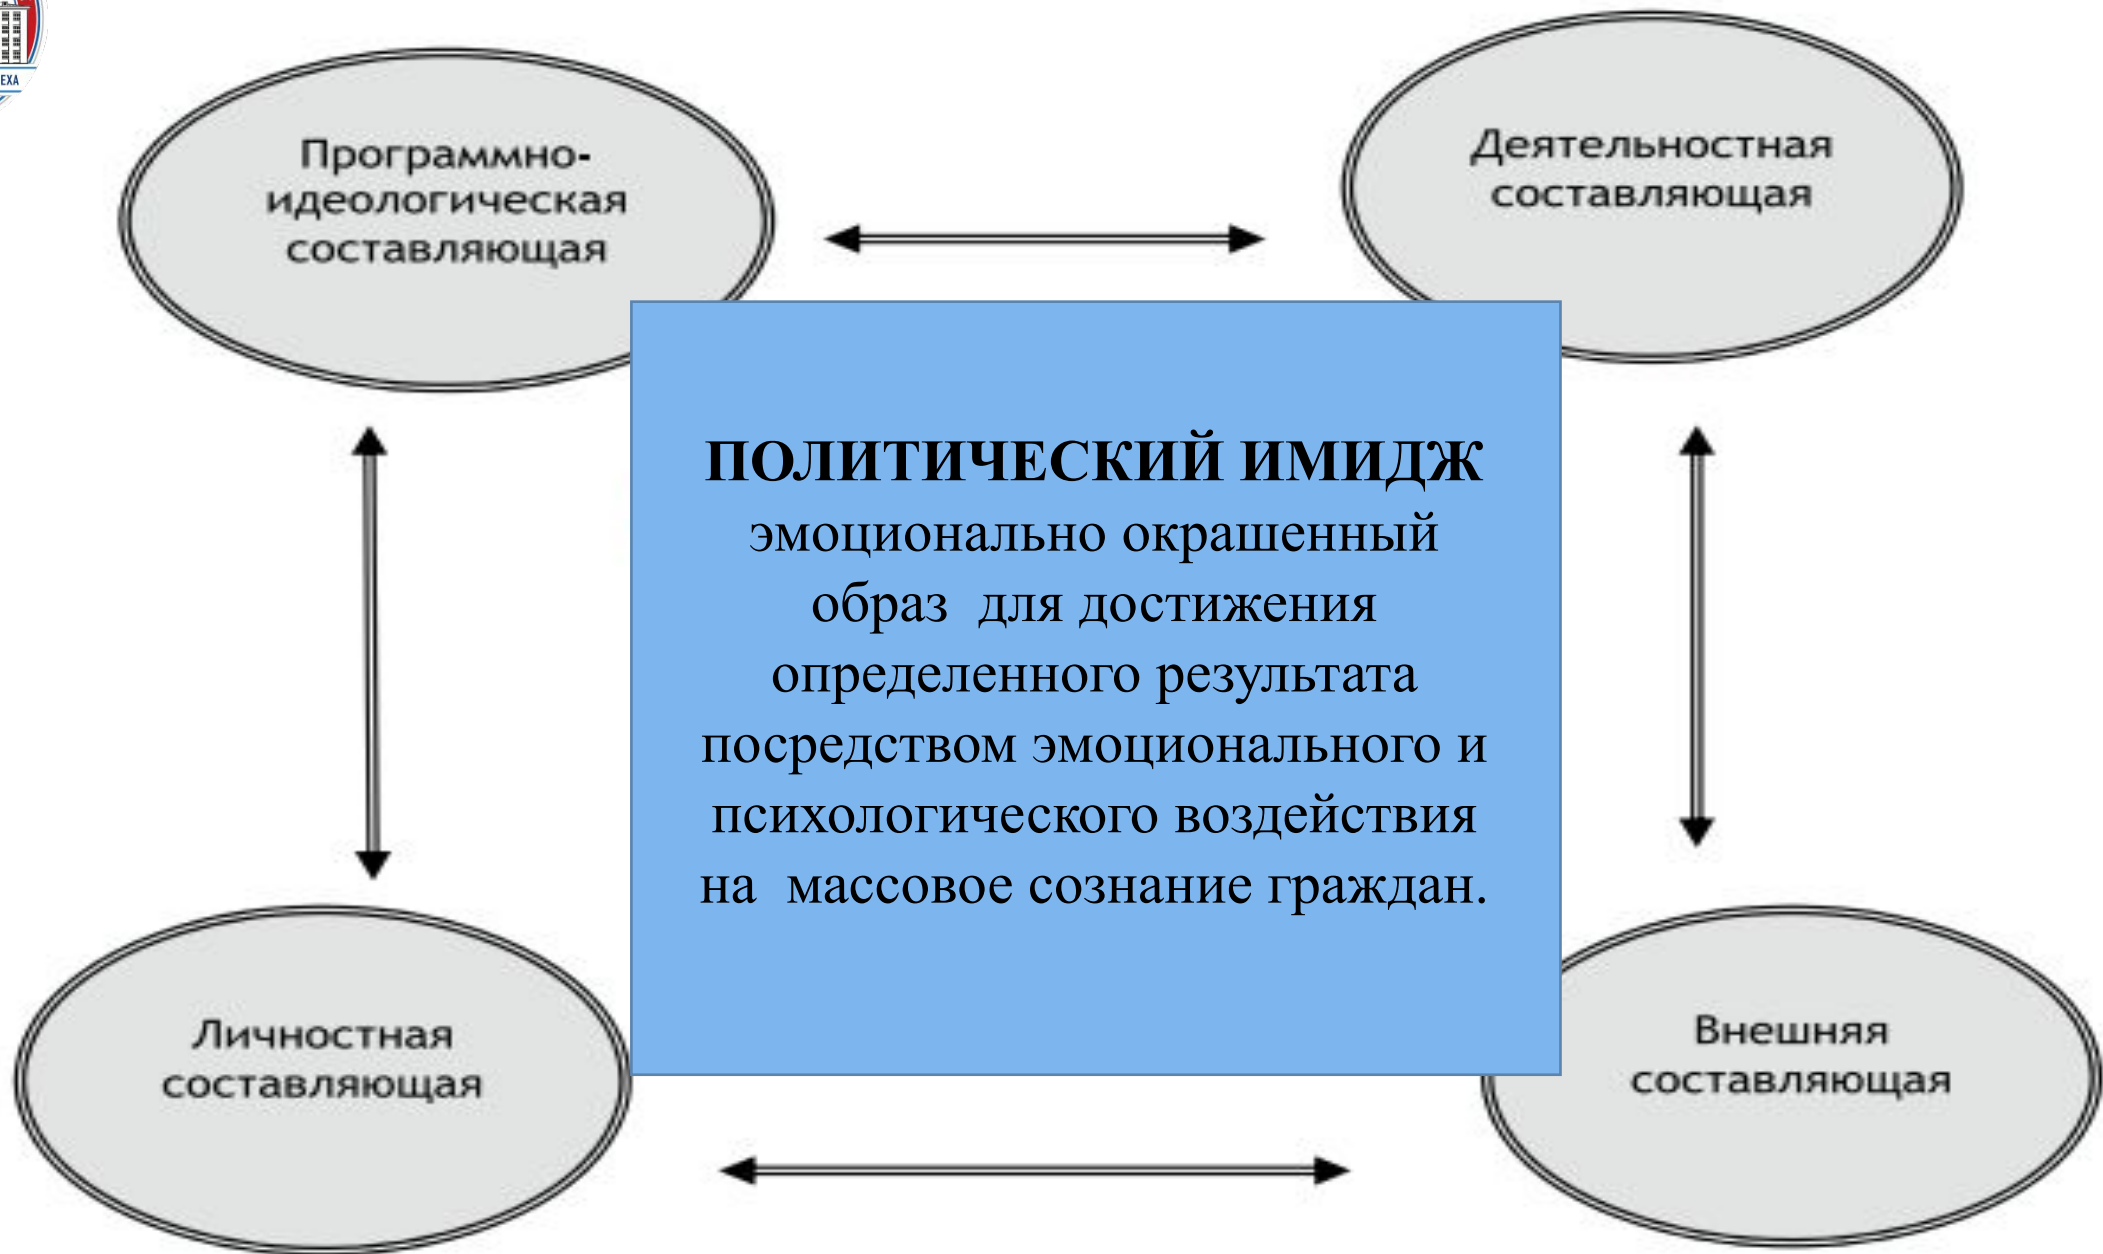 ЕХА
Программно-
идеологическая
составляющая
Деятельностная
составляющая
ПОЛИТИЧЕСКИЙ ИМИДЖ
эмоционально окрашенный
образ  для достижения
определенного результата
посредством эмоционального и
психологического воздействия
на  массовое сознание граждан.
Личностная
составляющая
Внешняя
составляющая